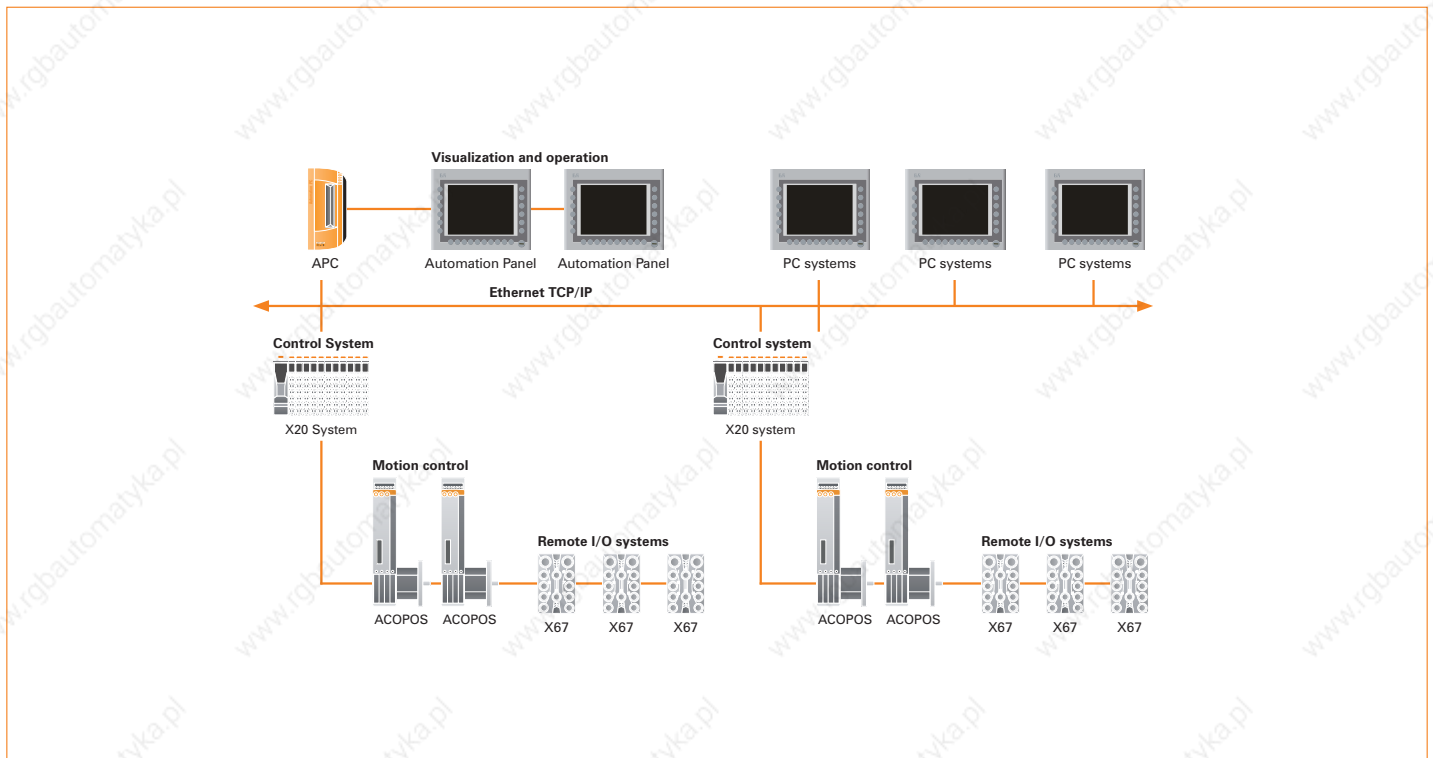 Visualization and operation
APC
Automation Panel
Automation Panel
PC systems
PC systems
PC systems
Ethernet TCP/IP
Control System
X20 System
Control system
X20 system
Motion control
ACOPOS
ACOPOS
Remote I/O systems
X67
X67
X67
Motion control
ACOPOS
ACOPOS
Remote I/O systems
X67
X67
X67
www.rgbautomatyka.pl